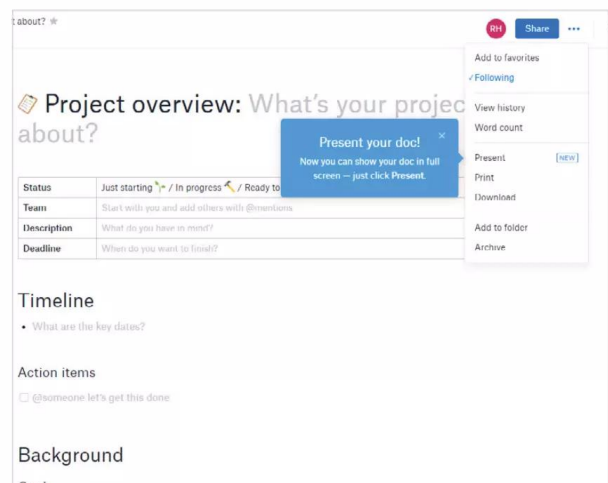 about? ★
RH Share •••
Add to favorites
✓Following
View history
Word count
Present [NEW]
Print
Download
Add to folder
Archive
Present your doc! ×
Now you can show your doc in full
screen — just click Present.
Project overview: What's your projec
about?
Status Just starting / In progress / Ready to
Team Start with you and add others with @mentions
Description What do you have in mind?
Deadline When do you want to finish?
Timeline
• What are the key dates?
Action items
@someone let's get this done
Background